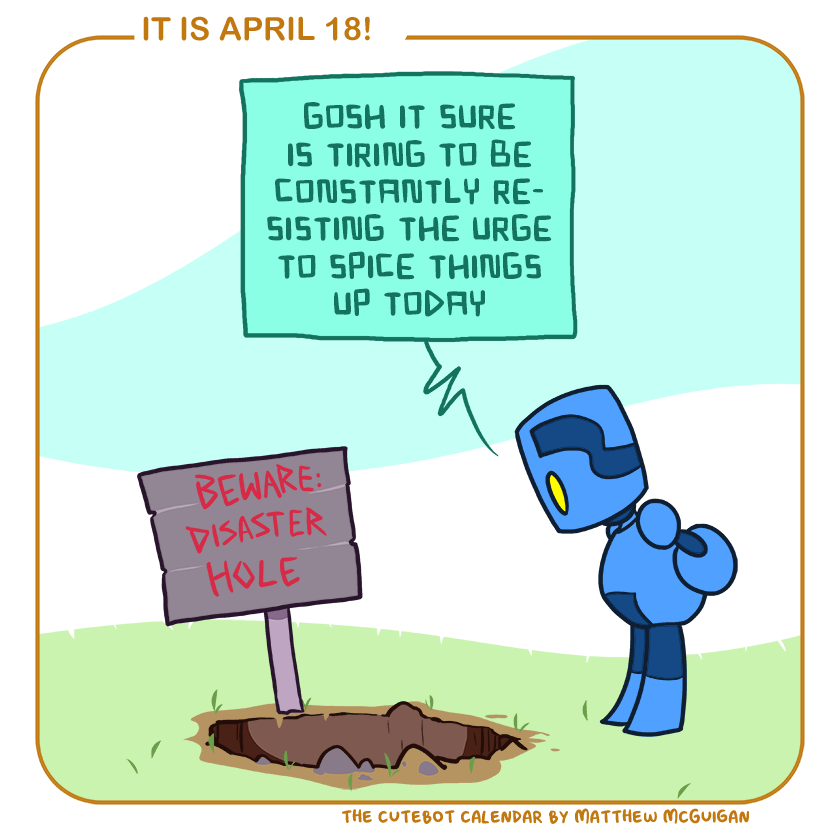 IT IS APRIL 18!
GOSH IT SURE
IS TIRING TO BE
CONSTANTLY RE-
SISTING THE URGE
TO SPICE THINGS
UP TODAY
BEWARE:
DISASTER
HOLE
THE CUTEBOT CALENDAR BY MATTHEW MCGUIGAN